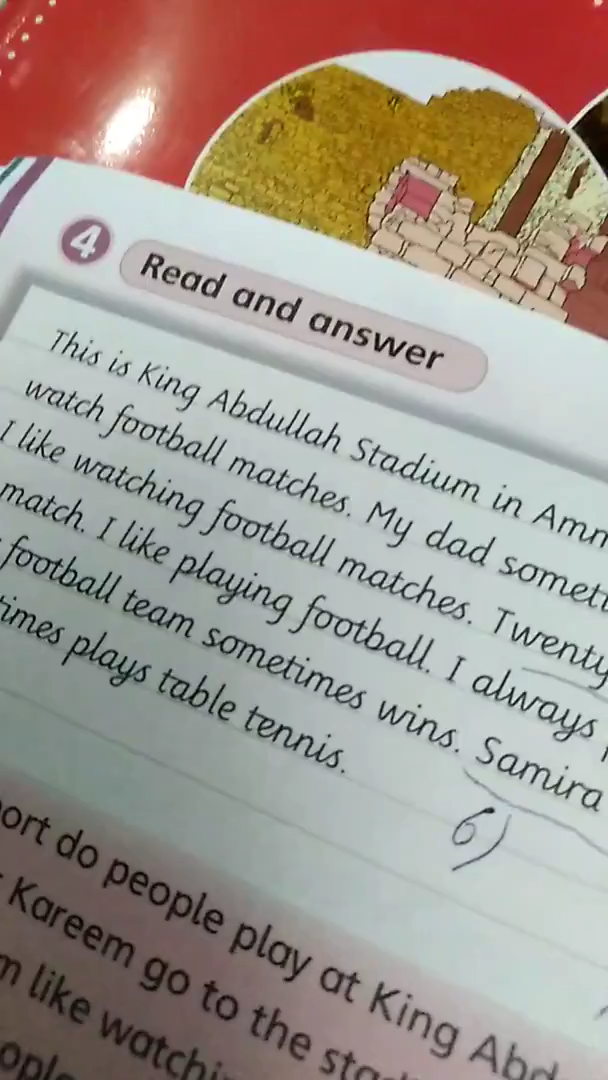 4 Read and answer
This is King Abdullah Stadium in Amm
watch football matches. My dad someti
I like watching football matches. Twenty
match. I like playing football. I always
football team sometimes wins. Samira
times plays table tennis.
6)
ort do people play at King Abd
Kareem go to the sta
m like watchi
ople